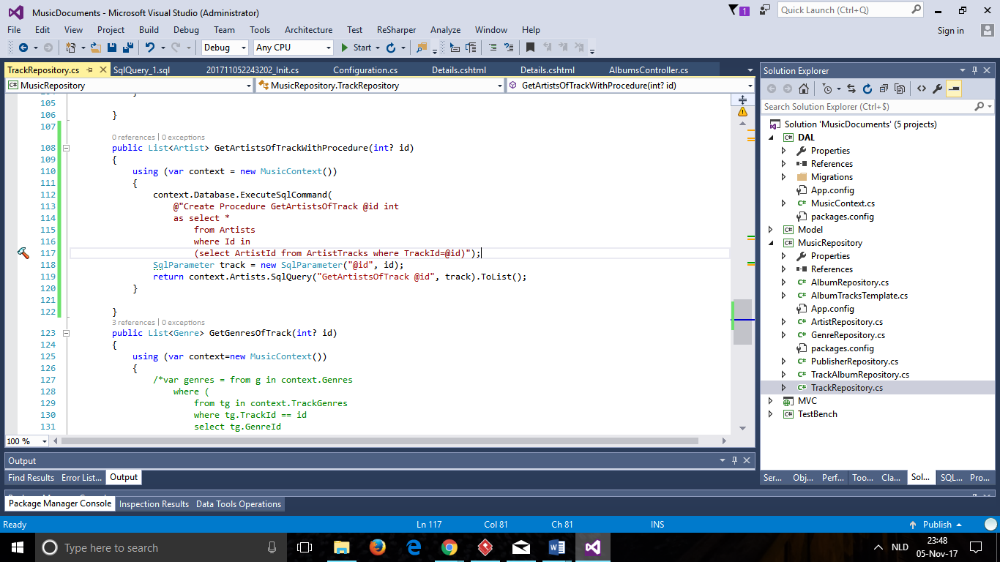 MusicDocuments - Microsoft Visual Studio (Administrator)
1
Quick Launch (Ctrl+Q)
File Edit View Project Build Debug Team Tools Architecture Test ReSharper Analyze Window Help
Sign in
Debug Any CPU Start
TrackRepository.cs SqlQuery_1.sql 201711052243202_Init.cs Configuration.cs Details.cshtml Details.cshtml AlbumsController.cs
MusicRepository MusicRepository.TrackRepository GetArtistsOfTrackWithProcedure(int? id)
105 }
106 }
107
0 references | 0 exceptions
108 public List<Artist> GetArtistsOfTrackWithProcedure(int? id)
109 {
110 using (var context = new MusicContext())
111 {
112 context.Database.ExecuteSqlCommand(
113 @"Create Procedure GetArtistsOfTrack @id int
114 as select *
115 from Artists
116 where Id in
117 (select ArtistId from ArtistTracks where TrackId=@id)");
118 SqlParameter track = new SqlParameter("@id", id);
119 return context.Artists.SqlQuery("GetArtistsOfTrack @id", track).ToList();
120 }
121
122 }
3 references | 0 exceptions
123 public List<Genre> GetGenresOfTrack(int? id)
124 {
125 using (var context=new MusicContext())
126 {
127 /*var genres = from g in context.Genres
128 where (
129 from tg in context.TrackGenres
130 where tg.TrackId == id
131 select tg.GenreId
100 %
Output
Find Results Error List... Output
Package Manager Console Inspection Results Data Tools Operations
Solution Explorer
Search Solution Explorer (Ctrl+$)
Solution 'MusicDocuments' (5 projects)
DAL
Properties
References
Migrations
App.config
MusicContext.cs
packages.config
Model
MusicRepository
Properties
References
AlbumRepository.cs
AlbumTracksTemplate.cs
App.config
ArtistRepository.cs
GenreRepository.cs
packages.config
PublisherRepository.cs
TrackAlbumRepository.cs
TrackRepository.cs
MVC
TestBench
Ser... Obj... Perf... Too... Cla... Sol... SQL... Pro...
Ready Ln 117 Col 81 Ch 81 INS Publish
Type here to search
NLD
23:48
05-Nov-17